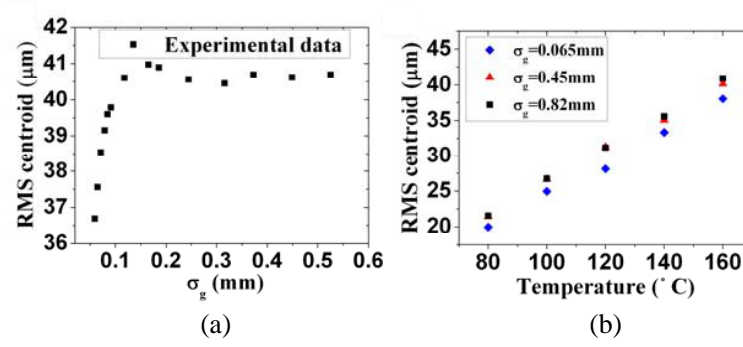 42
41
40
39
38
37
36
RMS centroid (μm)
Experimental data
0.1 0.2 0.3 0.4 0.5 0.6
σg (mm)
(a)
45
40
35
30
25
20
RMS centroid (μm)
σg=0.065mm
σg=0.45mm
σg=0.82mm
80 100 120 140 160
Temperature (° C)
(b)